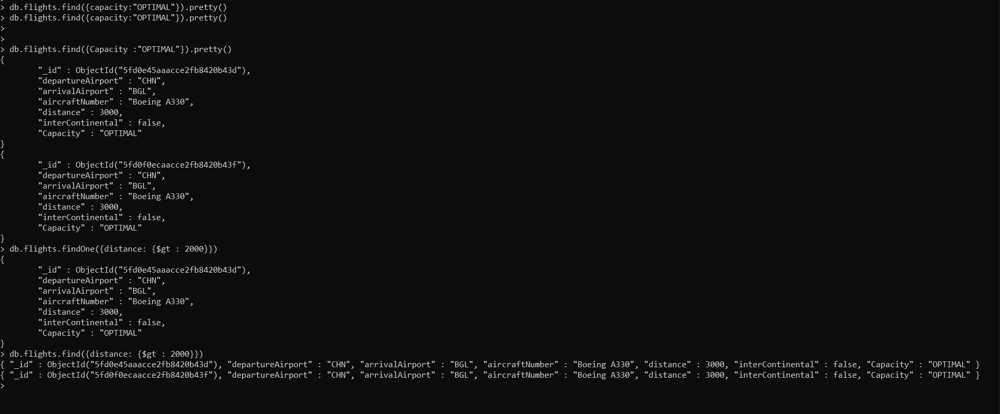 > db.flights.find({capacity:"OPTIMAL"}).pretty()
> db.flights.find({capacity:"OPTIMAL"}).pretty()
>
>
> db.flights.find({Capacity :"OPTIMAL"}).pretty()
{
        "_id" : ObjectId("5fd0e45aaacce2fb8420b43d"),
        "departureAirport" : "CHN",
        "arrivalAirport" : "BGL",
        "aircraftNumber" : "Boeing A330",
        "distance" : 3000,
        "interContinental" : false,
        "Capacity" : "OPTIMAL"
}
{
        "_id" : ObjectId("5fd0f0ecaacce2fb8420b43f"),
        "departureAirport" : "CHN",
        "arrivalAirport" : "BGL",
        "aircraftNumber" : "Boeing A330",
        "distance" : 3000,
        "interContinental" : false,
        "Capacity" : "OPTIMAL"
}
> db.flights.findOne({distance: {$gt : 2000}})
{
        "_id" : ObjectId("5fd0e45aaacce2fb8420b43d"),
        "departureAirport" : "CHN",
        "arrivalAirport" : "BGL",
        "aircraftNumber" : "Boeing A330",
        "distance" : 3000,
        "interContinental" : false,
        "Capacity" : "OPTIMAL"
}
> db.flights.find({distance: {$gt : 2000}})
{ "_id" : ObjectId("5fd0e45aaacce2fb8420b43d"), "departureAirport" : "CHN", "arrivalAirport" : "BGL", "aircraftNumber" : "Boeing A330", "distance" : 3000, "interContinental" : false, "Capacity" : "OPTIMAL" }
{ "_id" : ObjectId("5fd0f0ecaacce2fb8420b43f"), "departureAirport" : "CHN", "arrivalAirport" : "BGL", "aircraftNumber" : "Boeing A330", "distance" : 3000, "interContinental" : false, "Capacity" : "OPTIMAL" }
>